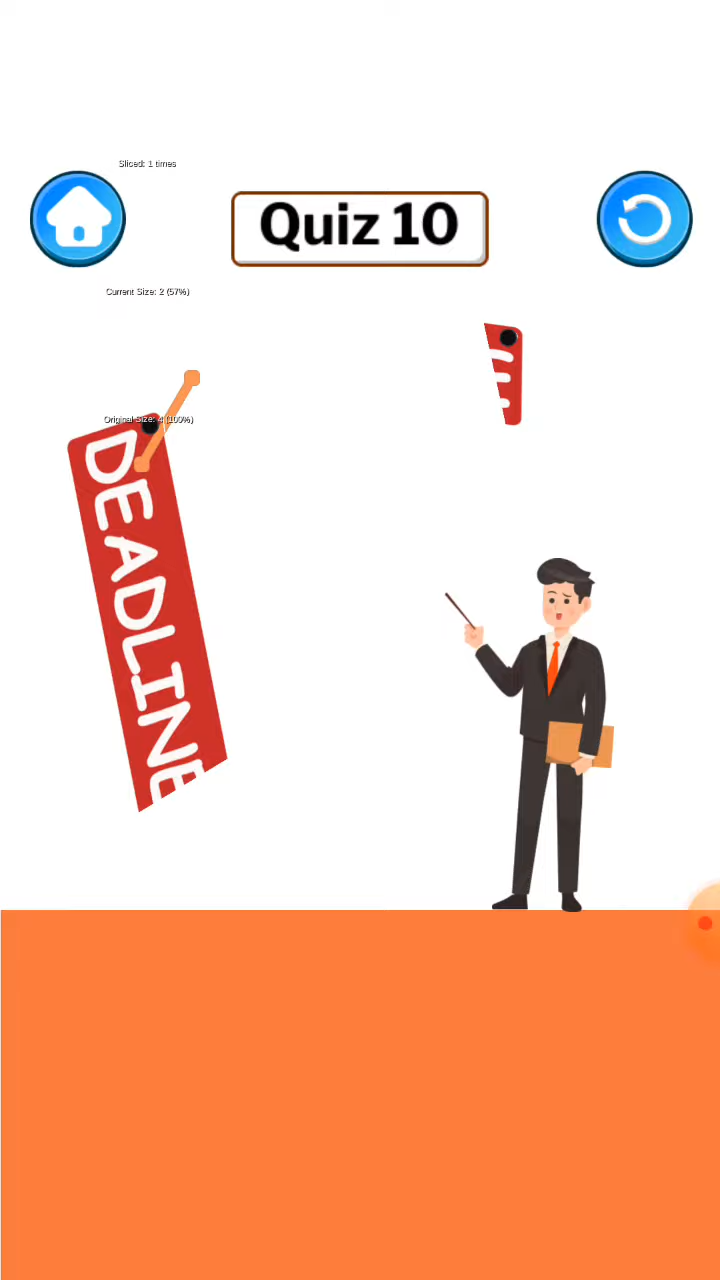 Sliced: 1 times
Quiz 10
Current Size: 2 (57%)
Original Size: 4 (100%)
DEADLINE